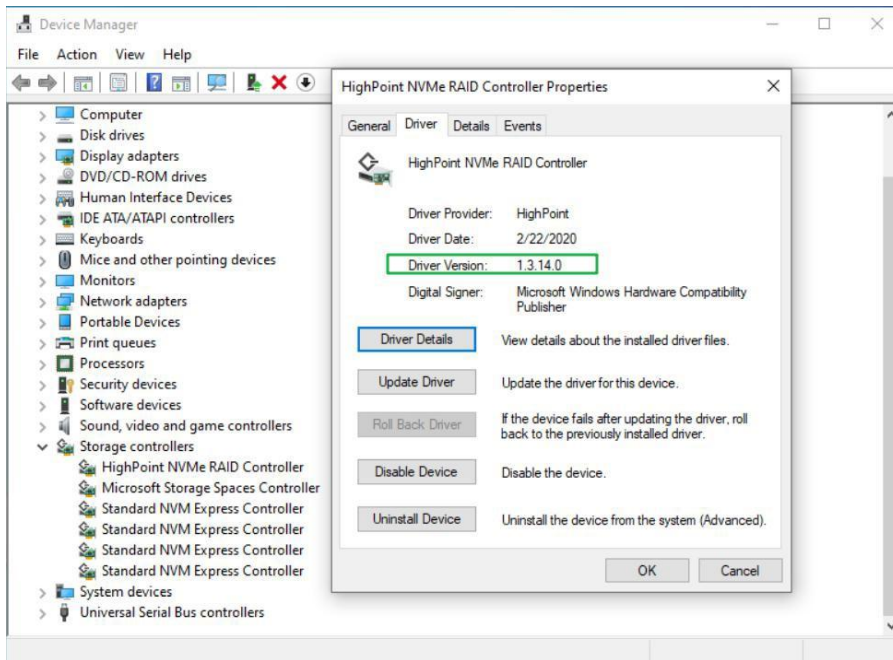 Device Manager
File Action View Help
Computer
Disk drives
Display adapters
DVD/CD-ROM drives
Human Interface Devices
IDE ATA/ATAPI controllers
Keyboards
Mice and other pointing devices
Monitors
Network adapters
Portable Devices
Print queues
Processors
Security devices
Software devices
Sound, video and game controllers
Storage controllers
HighPoint NVMe RAID Controller
Microsoft Storage Spaces Controller
Standard NVM Express Controller
Standard NVM Express Controller
Standard NVM Express Controller
Standard NVM Express Controller
System devices
Universal Serial Bus controllers
HighPoint NVMe RAID Controller Properties
General Driver Details Events
HighPoint NVMe RAID Controller
Driver Provider: HighPoint
Driver Date: 2/22/2020
Driver Version: 1.3.14.0
Digital Signer: Microsoft Windows Hardware Compatibility
Publisher
Driver Details View details about the installed driver files.
Update Driver Update the driver for this device.
Roll Back Driver If the device fails after updating the driver, roll
back to the previously installed driver.
Disable Device Disable the device.
Uninstall Device Uninstall the device from the system (Advanced).
OK Cancel